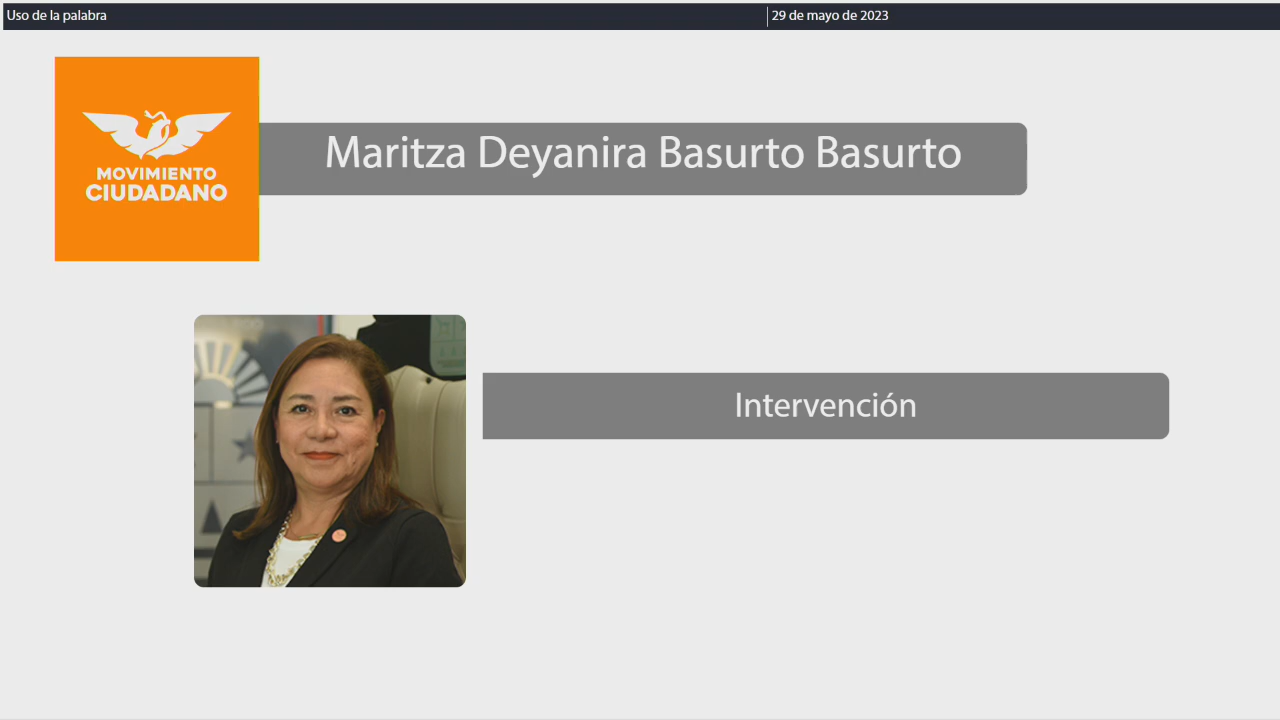 Uso de la palabra
29 de mayo de 2023
MOVIMIENTO
CIUDADANO
Maritza Deyanira Basurto Basurto
Intervención